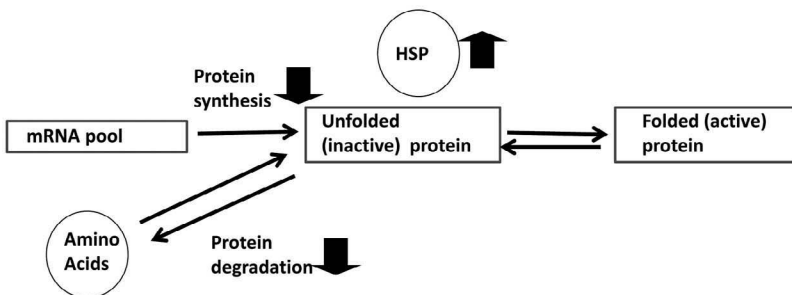 HSP
Protein
synthesis
mRNA pool
Unfolded
(inactive) protein
Folded (active)
protein
Amino
Acids
Protein
degradation